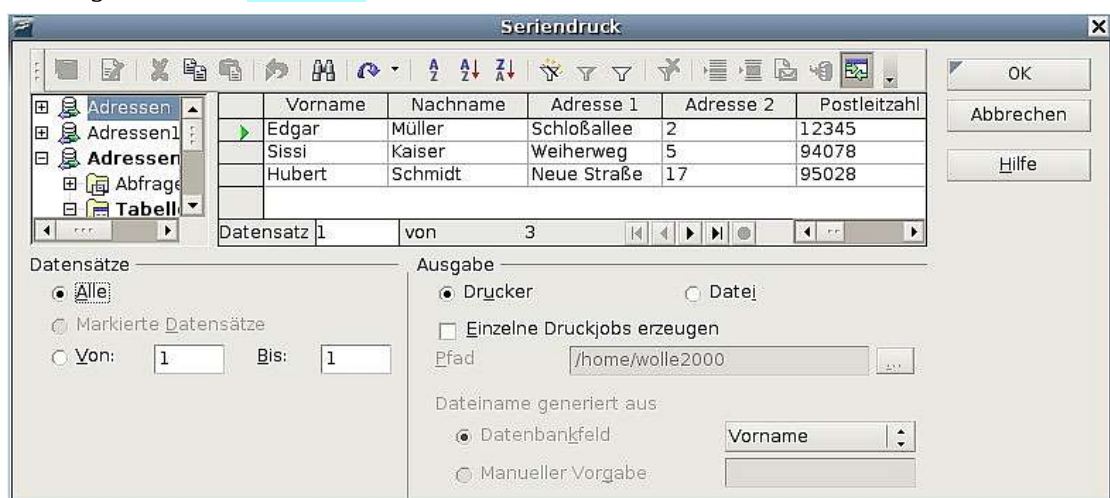 Seriendruck
OK
Abbrechen
Hilfe
Adressen
Adressen1
Adressen
Abfrage
Tabell
Vorname Nachname Adresse 1 Adresse 2 Postleitzahl
Edgar Müller Schloßallee 2 12345
Sissi Kaiser Weiherweg 5 94078
Hubert Schmidt Neue Straße 17 95028
Datensatz 1 von 3
Datensätze
Alle
Markierte Datensätze
Von: 1 Bis: 1
Ausgabe
Drucker Datei
Einzelne Druckjobs erzeugen
Pfad /home/wolle2000 ...
Dateiname generiert aus
Datenbankfeld Vorname
Manueller Vorgabe